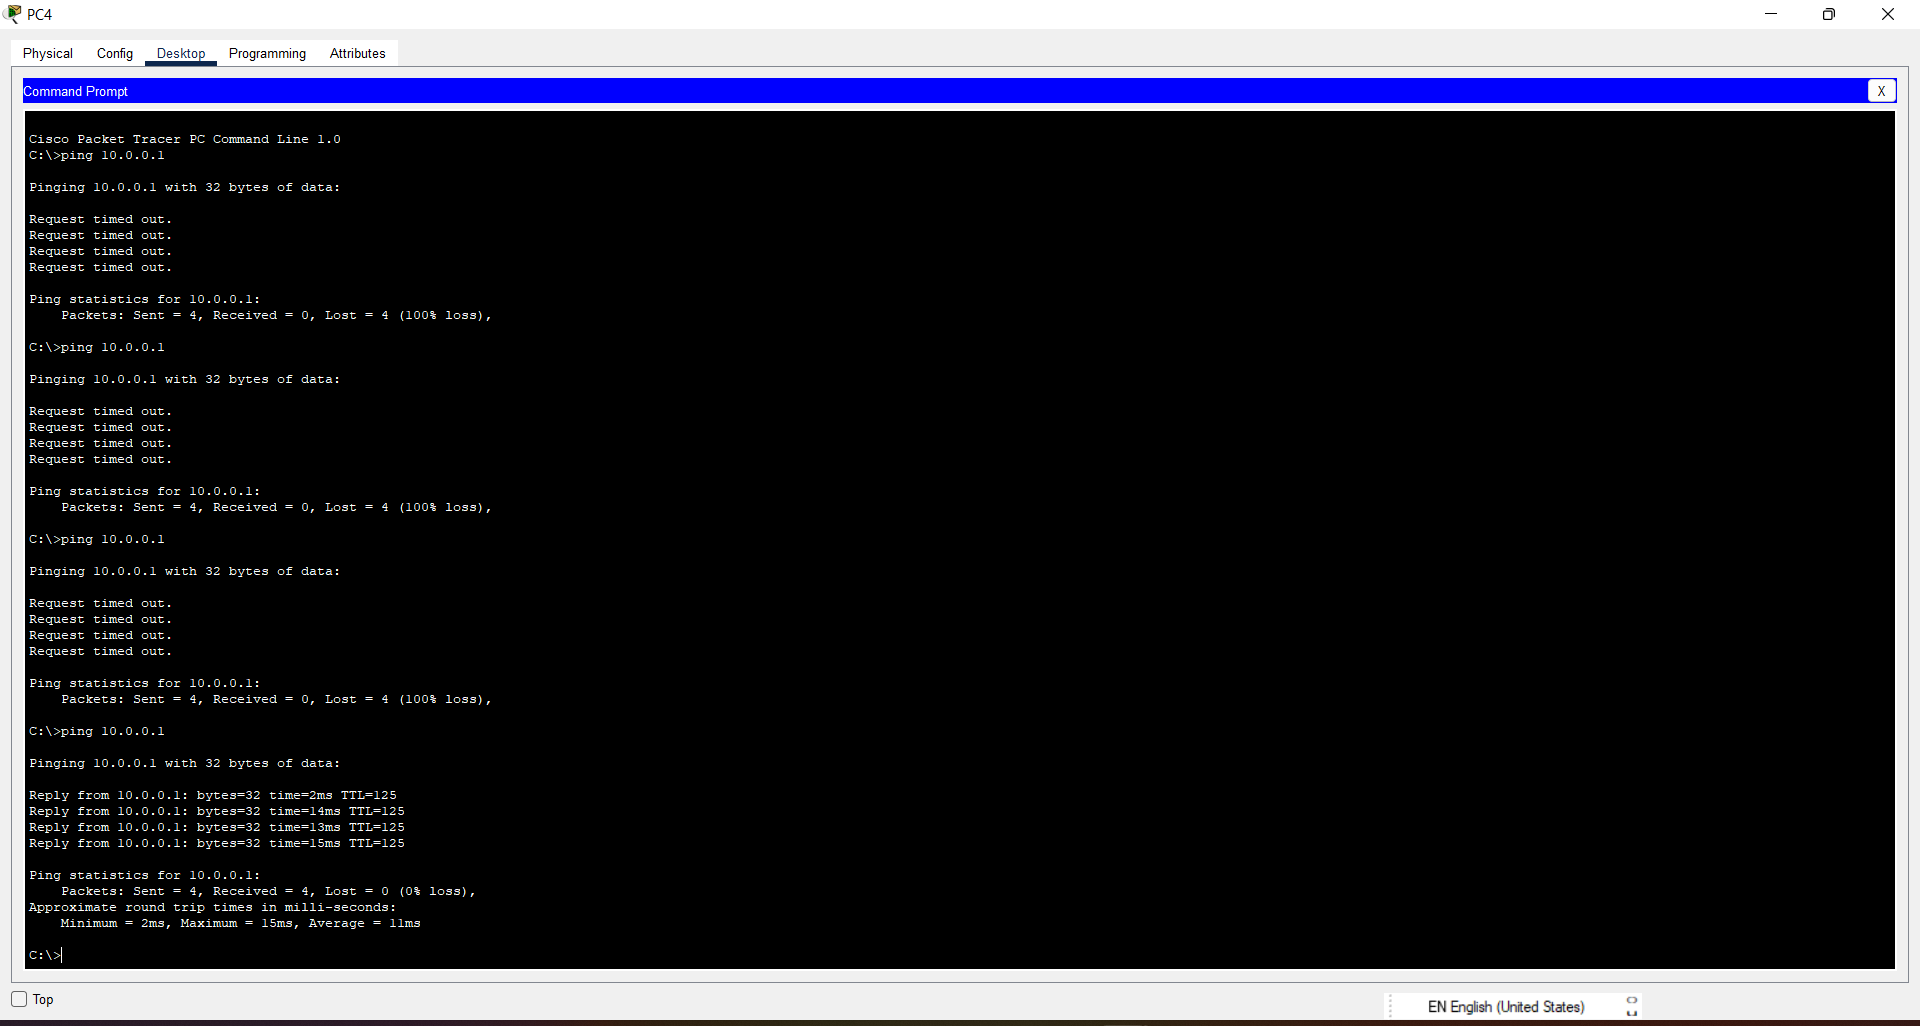 PC4
Physical Config Desktop Programming Attributes
Command Prompt X
Cisco Packet Tracer PC Command Line 1.0
C:\>ping 10.0.0.1
Pinging 10.0.0.1 with 32 bytes of data:
Request timed out.
Request timed out.
Request timed out.
Request timed out.
Ping statistics for 10.0.0.1:
Packets: Sent = 4, Received = 0, Lost = 4 (100% loss),
C:\>ping 10.0.0.1
Pinging 10.0.0.1 with 32 bytes of data:
Request timed out.
Request timed out.
Request timed out.
Request timed out.
Ping statistics for 10.0.0.1:
Packets: Sent = 4, Received = 0, Lost = 4 (100% loss),
C:\>ping 10.0.0.1
Pinging 10.0.0.1 with 32 bytes of data:
Request timed out.
Request timed out.
Request timed out.
Request timed out.
Ping statistics for 10.0.0.1:
Packets: Sent = 4, Received = 0, Lost = 4 (100% loss),
C:\>ping 10.0.0.1
Pinging 10.0.0.1 with 32 bytes of data:
Reply from 10.0.0.1: bytes=32 time=2ms TTL=125
Reply from 10.0.0.1: bytes=32 time=14ms TTL=125
Reply from 10.0.0.1: bytes=32 time=13ms TTL=125
Reply from 10.0.0.1: bytes=32 time=15ms TTL=125
Ping statistics for 10.0.0.1:
Packets: Sent = 4, Received = 4, Lost = 0 (0% loss),
Approximate round trip times in milli-seconds:
Minimum = 2ms, Maximum = 15ms, Average = 11ms
C:\>
Top
EN English (United States)